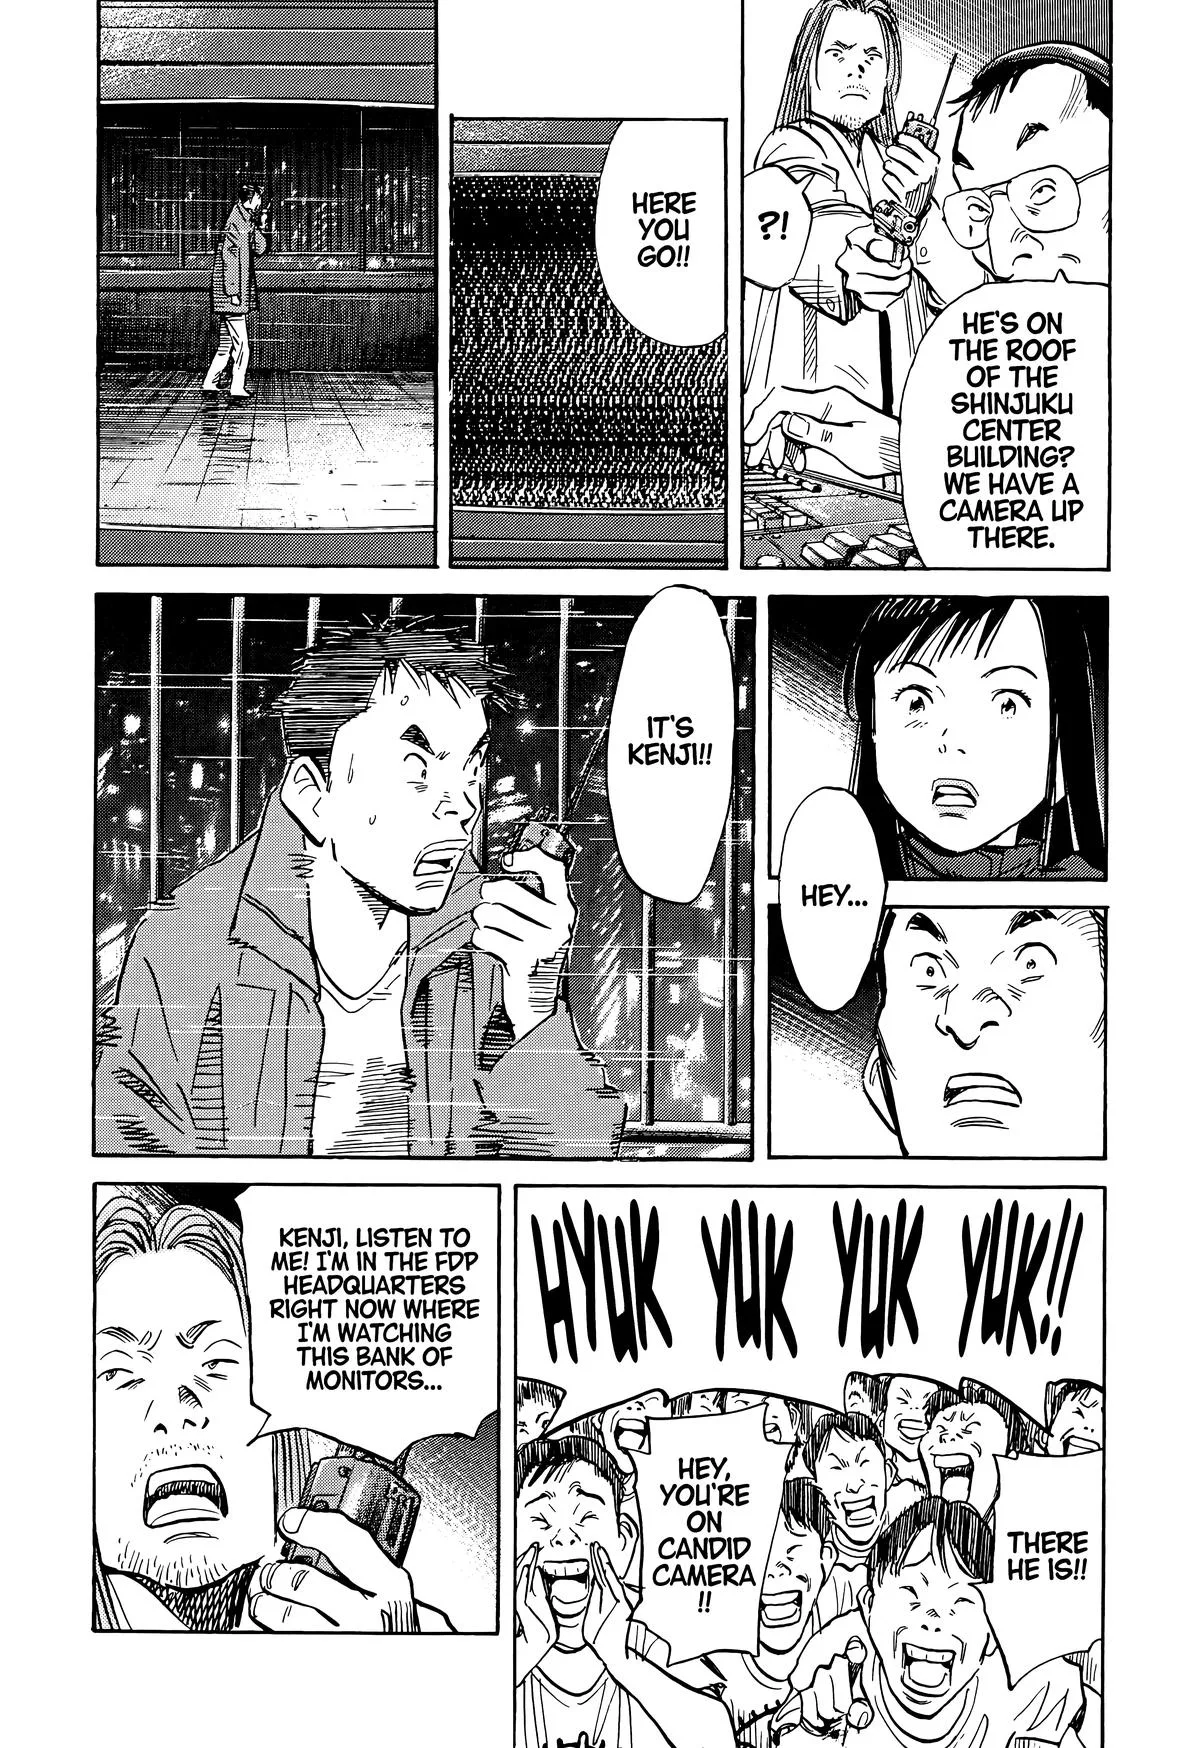 HE'S ON
THE ROOF
OF THE
SHINJUKU
CENTER
BUILDING?
WE HAVE A
CAMERA UP
THERE.
?!
HERE
YOU
GO!!
HEY...
IT'S
KENJI!!
HYUK YUK YUK YUK!!
THERE
HE IS!!
HEY,
YOU'RE
ON
CANDID
CAMERA
!!
KENJI, LISTEN TO
ME! I'M IN THE FDP
HEADQUARTERS
RIGHT NOW WHERE
I'M WATCHING
THIS BANK OF
MONITORS...